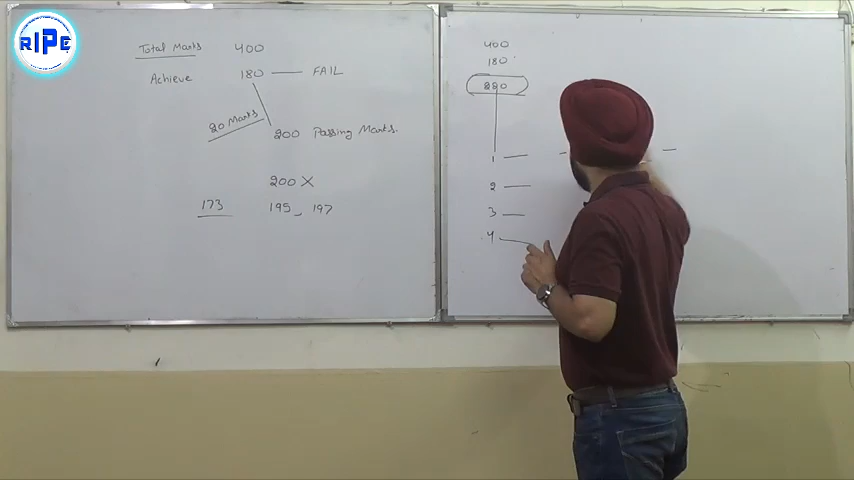 RIPE
Total Marks 400
Achieve 180 — FAIL
20 Marks
200 Passing Marks.
200 X
173 195 - 197
400
180
220
1 —
2 —
3 —
4 —